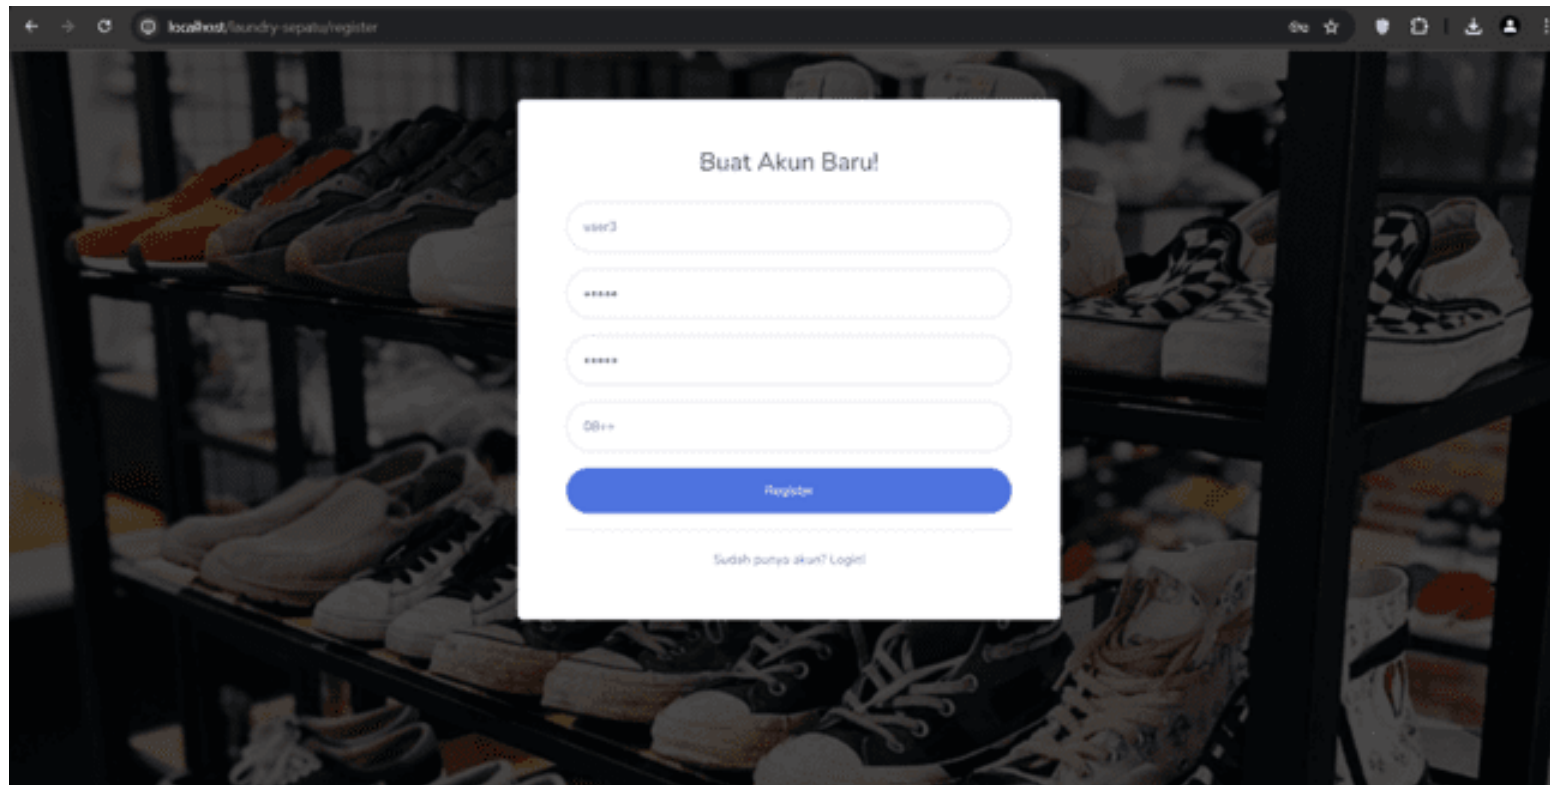 localhost/laundry-sepatu/register
Buat Akun Baru!
user3
•••••
•••••
08++
Register
Sudah punya akun? Login!